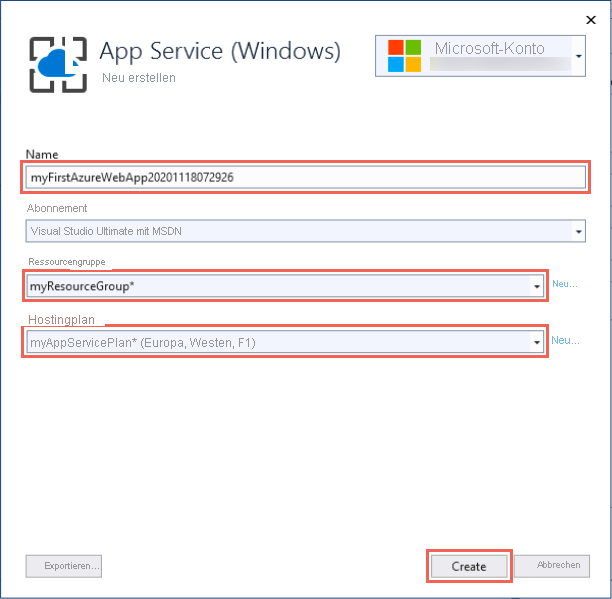 App Service (Windows)
Neu erstellen
Microsoft-Konto
Name
myFirstAzureWebApp20201118072926
Abonnement
Visual Studio Ultimate mit MSDN
Ressourcengruppe
myResourceGroup*
Neu...
Hostingplan
myAppServicePlan* (Europa, Westen, F1)
Neu...
Exportieren...
Create
Abbrechen